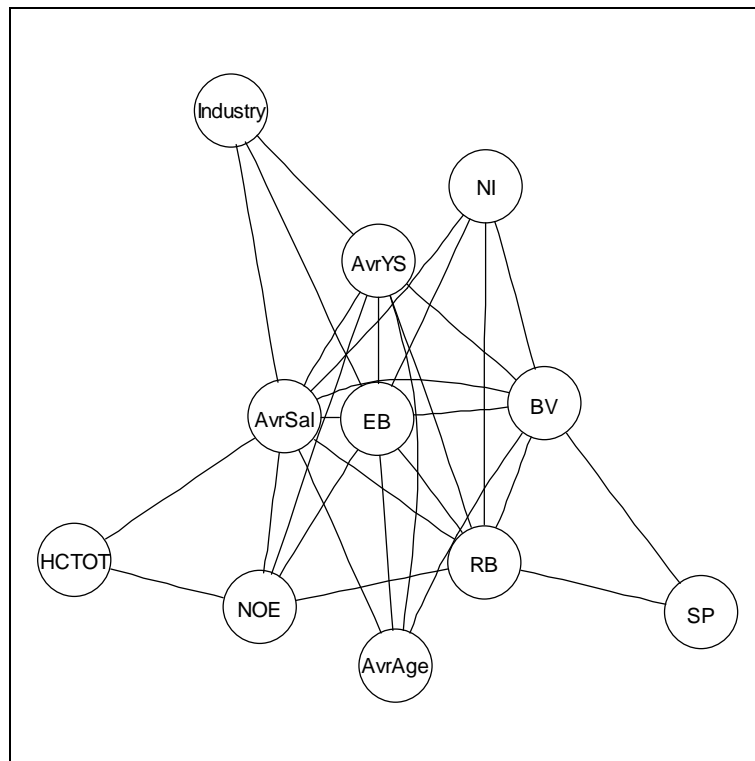 Industry
NI
AvrYS
AvrSal
EB
BV
HCTOT
NOE
RB
SP
AvrAge